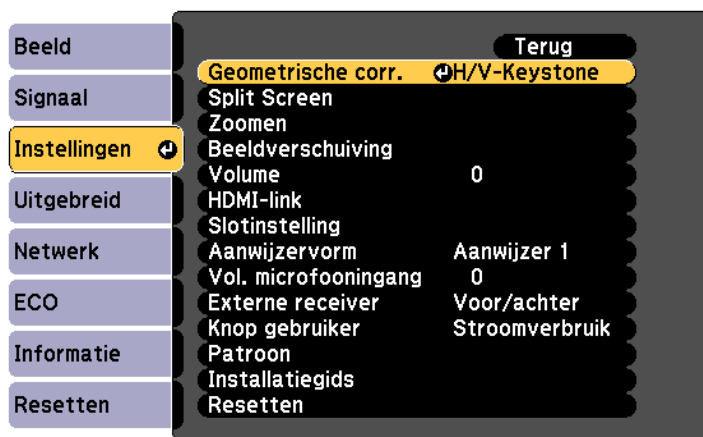 Beeld
Signaal
Instellingen
Uitgebreid
Netwerk
ECO
Informatie
Resetten
Terug
Geometrische corr. H/V-Keystone
Split Screen
Zoomen
Beeldverschuiving
Volume 0
HDMI-link
Slotinstelling
Aanwijzervorm Aanwijzer 1
Vol. microfooningang 0
Externe receiver Voor/achter
Knop gebruiker Stroomverbruik
Patroon
Installatiegids
Resetten